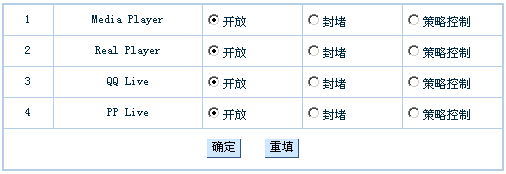 1 Media Player 开放 封堵 策略控制
2 Real Player 开放 封堵 策略控制
3 QQ Live 开放 封堵 策略控制
4 PP Live 开放 封堵 策略控制
确定 重填